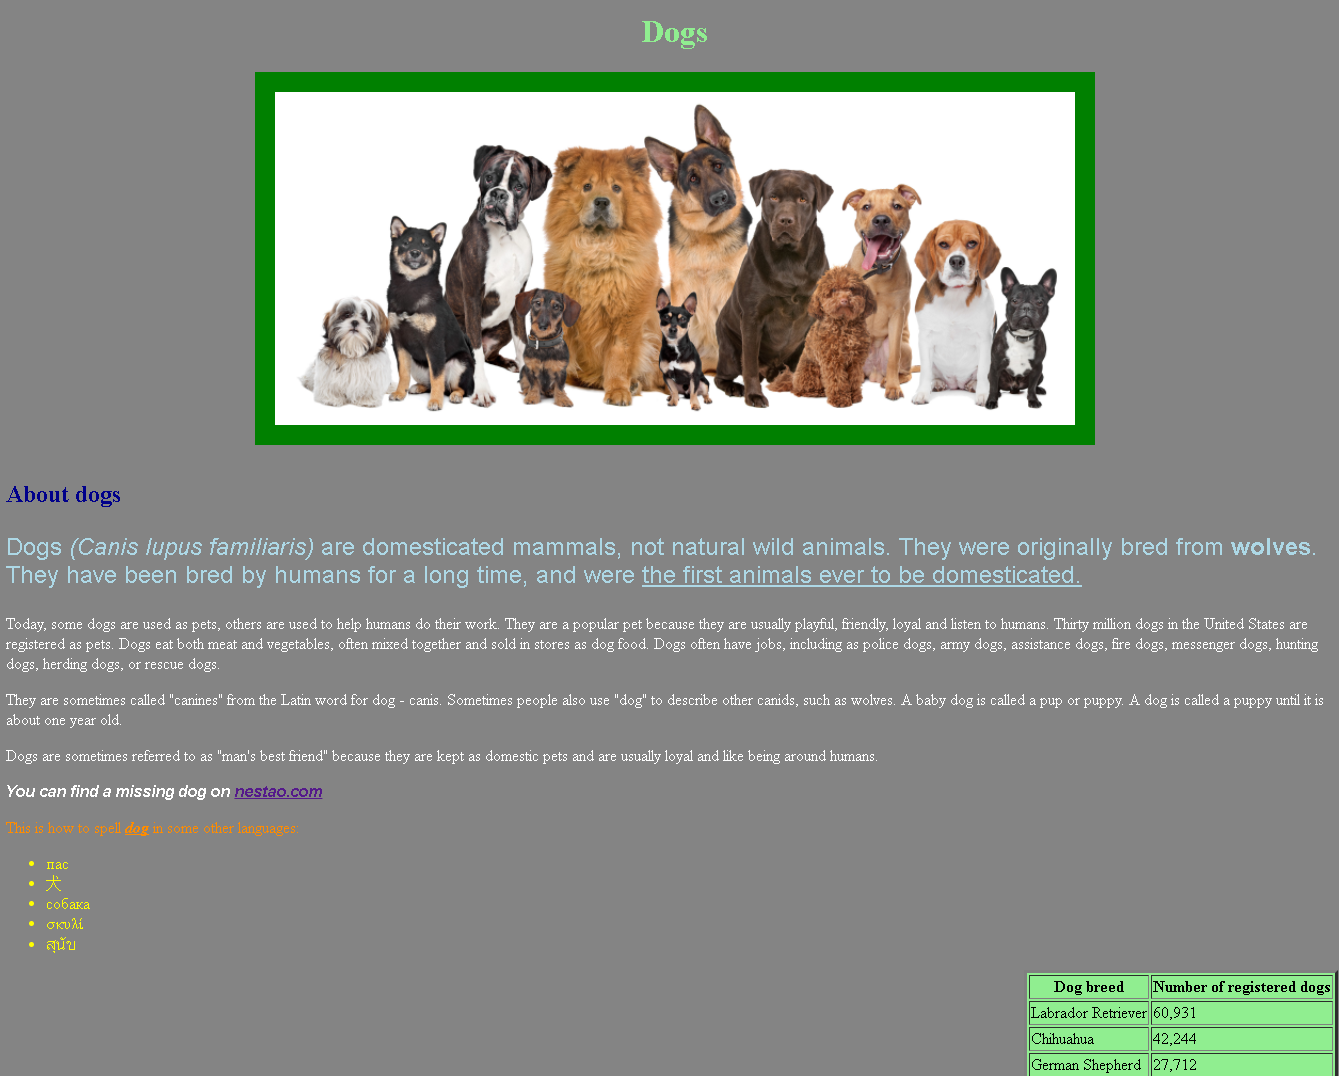 Dogs
About dogs
Dogs (Canis lupus familiaris) are domesticated mammals, not natural wild animals. They were originally bred from wolves.
They have been bred by humans for a long time, and were the first animals ever to be domesticated.
Today, some dogs are used as pets, others are used to help humans do their work. They are a popular pet because they are usually playful, friendly, loyal and listen to humans. Thirty million dogs in the United States are
registered as pets. Dogs eat both meat and vegetables, often mixed together and sold in stores as dog food. Dogs often have jobs, including as police dogs, army dogs, assistance dogs, fire dogs, messenger dogs, hunting
dogs, herding dogs, or rescue dogs.
They are sometimes called "canines" from the Latin word for dog - canis. Sometimes people also use "dog" to describe other canids, such as wolves. A baby dog is called a pup or puppy. A dog is called a puppy until it is
about one year old.
Dogs are sometimes referred to as "man's best friend" because they are kept as domestic pets and are usually loyal and like being around humans.
You can find a missing dog on nestao.com
This is how to spell dog in some other languages:
пас
犬
собака
σκυλί
สุนัข
Dog breed Number of registered dogs
Labrador Retriever 60,931
Chihuahua 42,244
German Shepherd 27,712